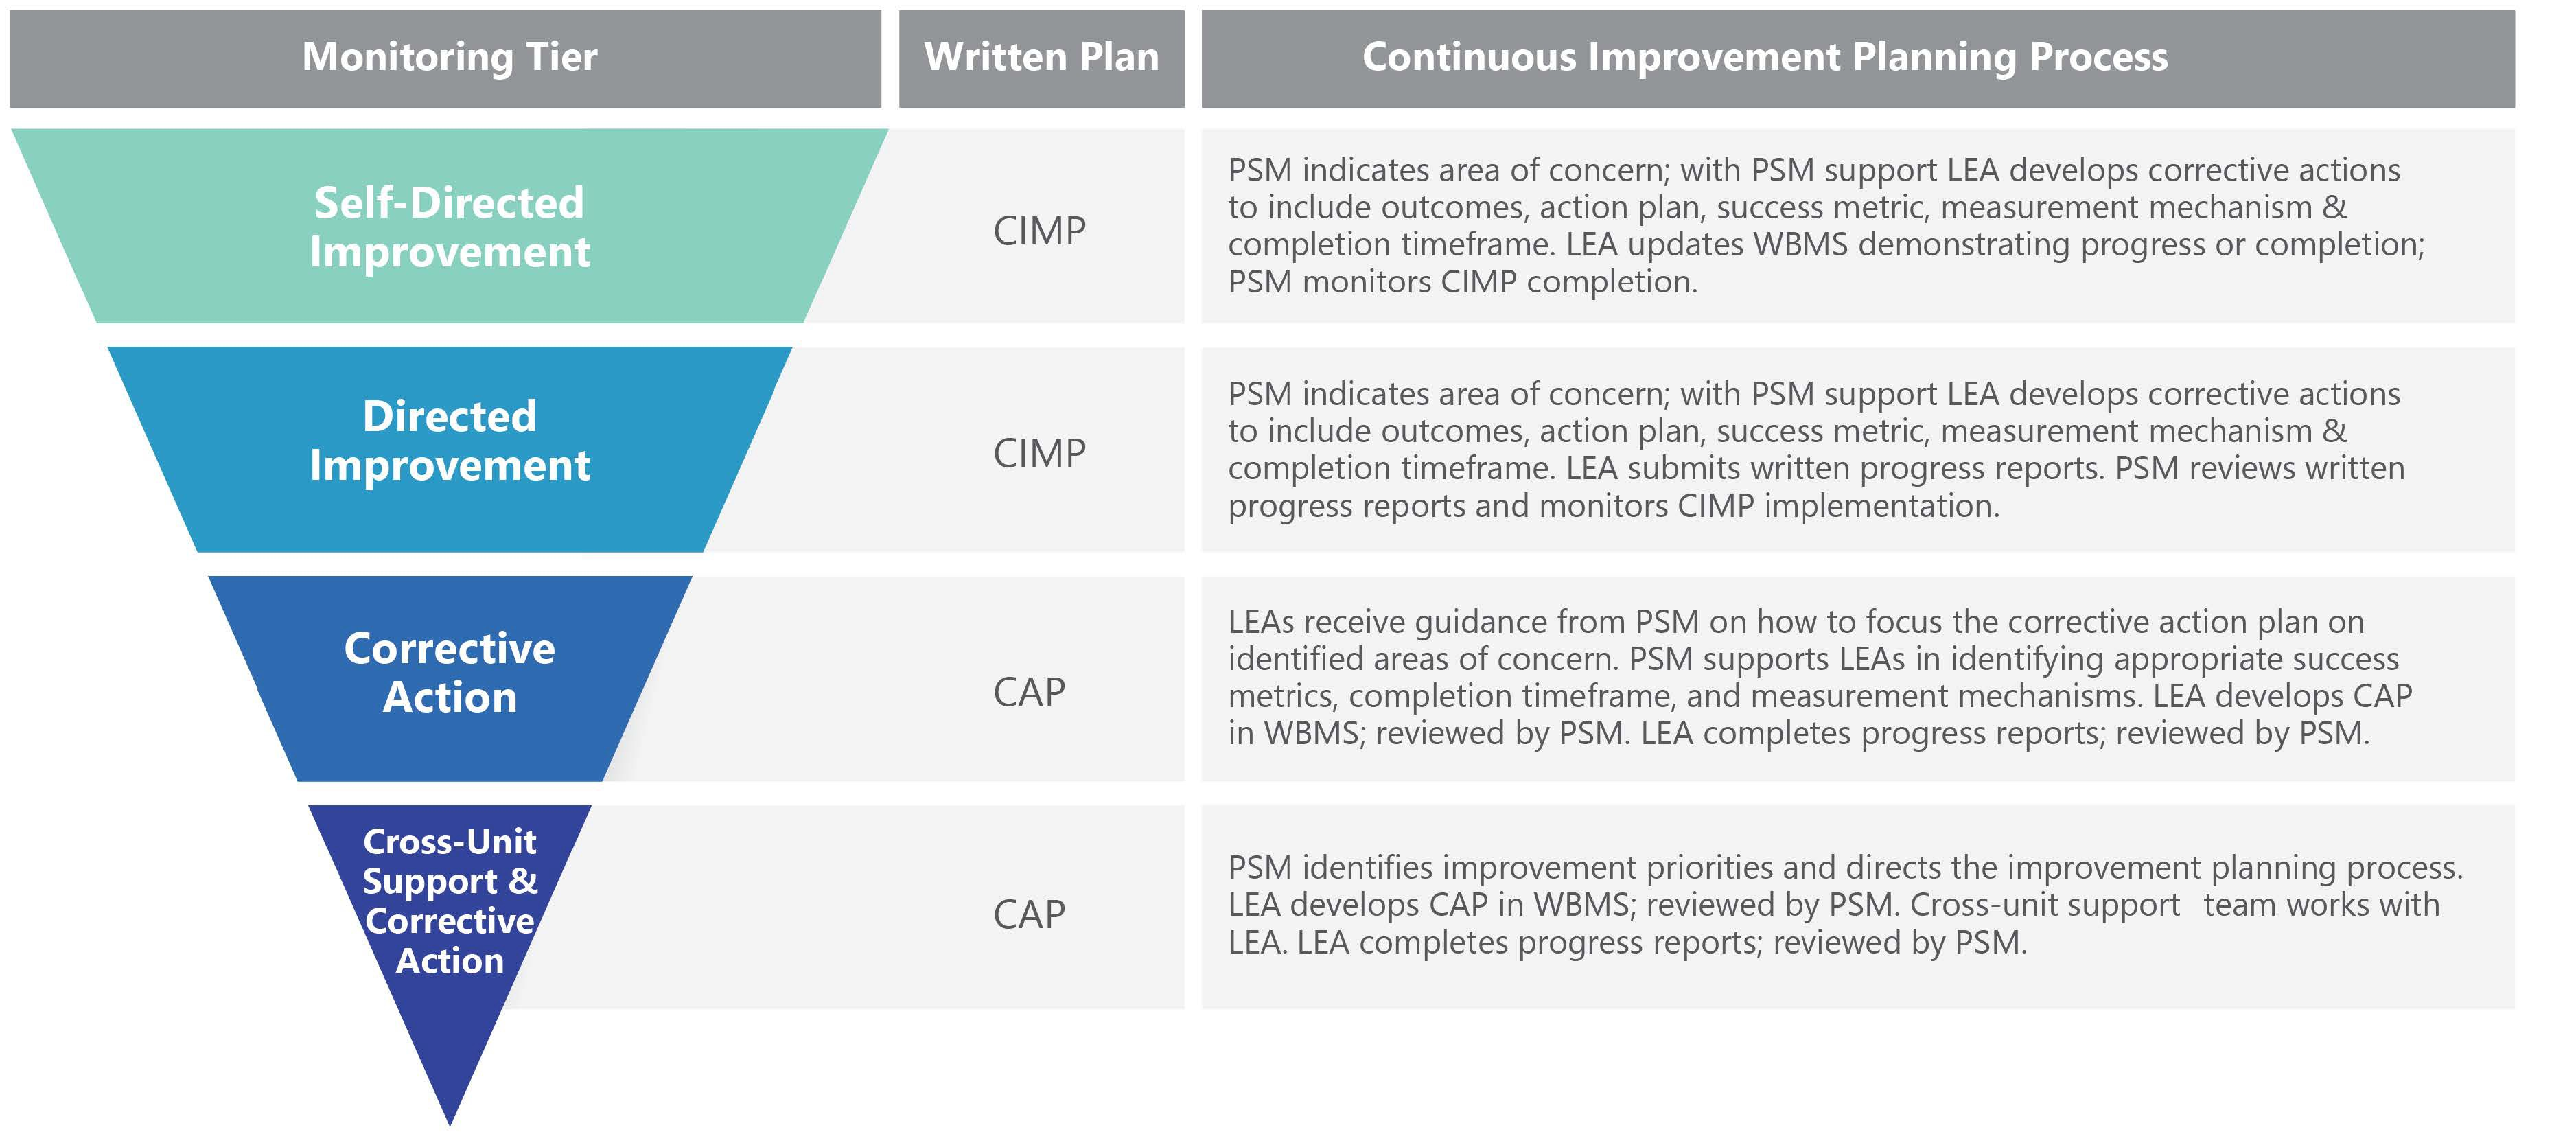 Monitoring Tier
Written Plan
Continuous Improvement Planning Process
Self-Directed
Improvement
CIMP
PSM indicates area of concern; with PSM support LEA develops corrective actions
to include outcomes, action plan, success metric, measurement mechanism &
completion timeframe. LEA updates WBMS demonstrating progress or completion;
PSM monitors CIMP completion.
Directed
Improvement
CIMP
PSM indicates area of concern; with PSM support LEA develops corrective actions
to include outcomes, action plan, success metric, measurement mechanism &
completion timeframe. LEA submits written progress reports. PSM reviews written
progress reports and monitors CIMP implementation.
Corrective
Action
CAP
LEAs receive guidance from PSM on how to focus the corrective action plan on
identified areas of concern. PSM supports LEAs in identifying appropriate success
metrics, completion timeframe, and measurement mechanisms. LEA develops CAP
in WBMS; reviewed by PSM. LEA completes progress reports; reviewed by PSM.
Cross-Unit
Support &
Corrective
Action
CAP
PSM identifies improvement priorities and directs the improvement planning process.
LEA develops CAP in WBMS; reviewed by PSM. Cross-unit support team works with
LEA. LEA completes progress reports; reviewed by PSM.